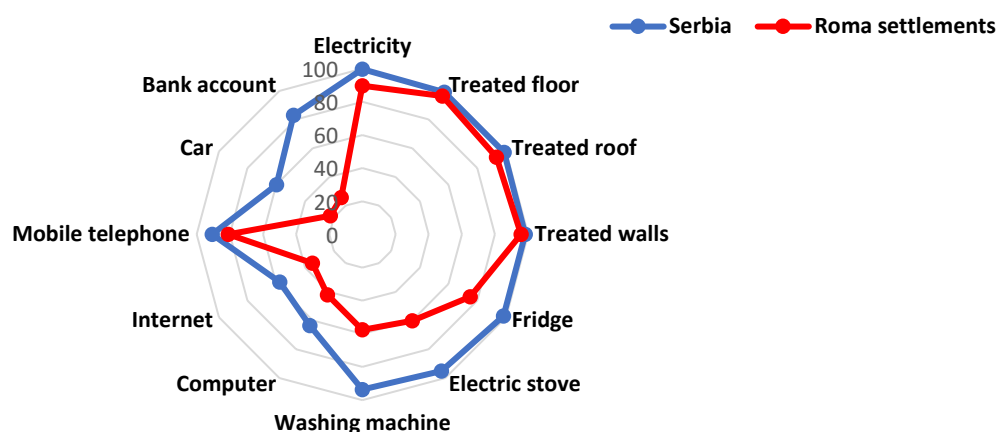 Serbia
Roma settlements
Electricity
Bank account
100
Treated floor
80
Car
60
Treated roof
40
20
Mobile telephone
0
Treated walls
Internet
Fridge
Computer
Electric stove
Washing machine